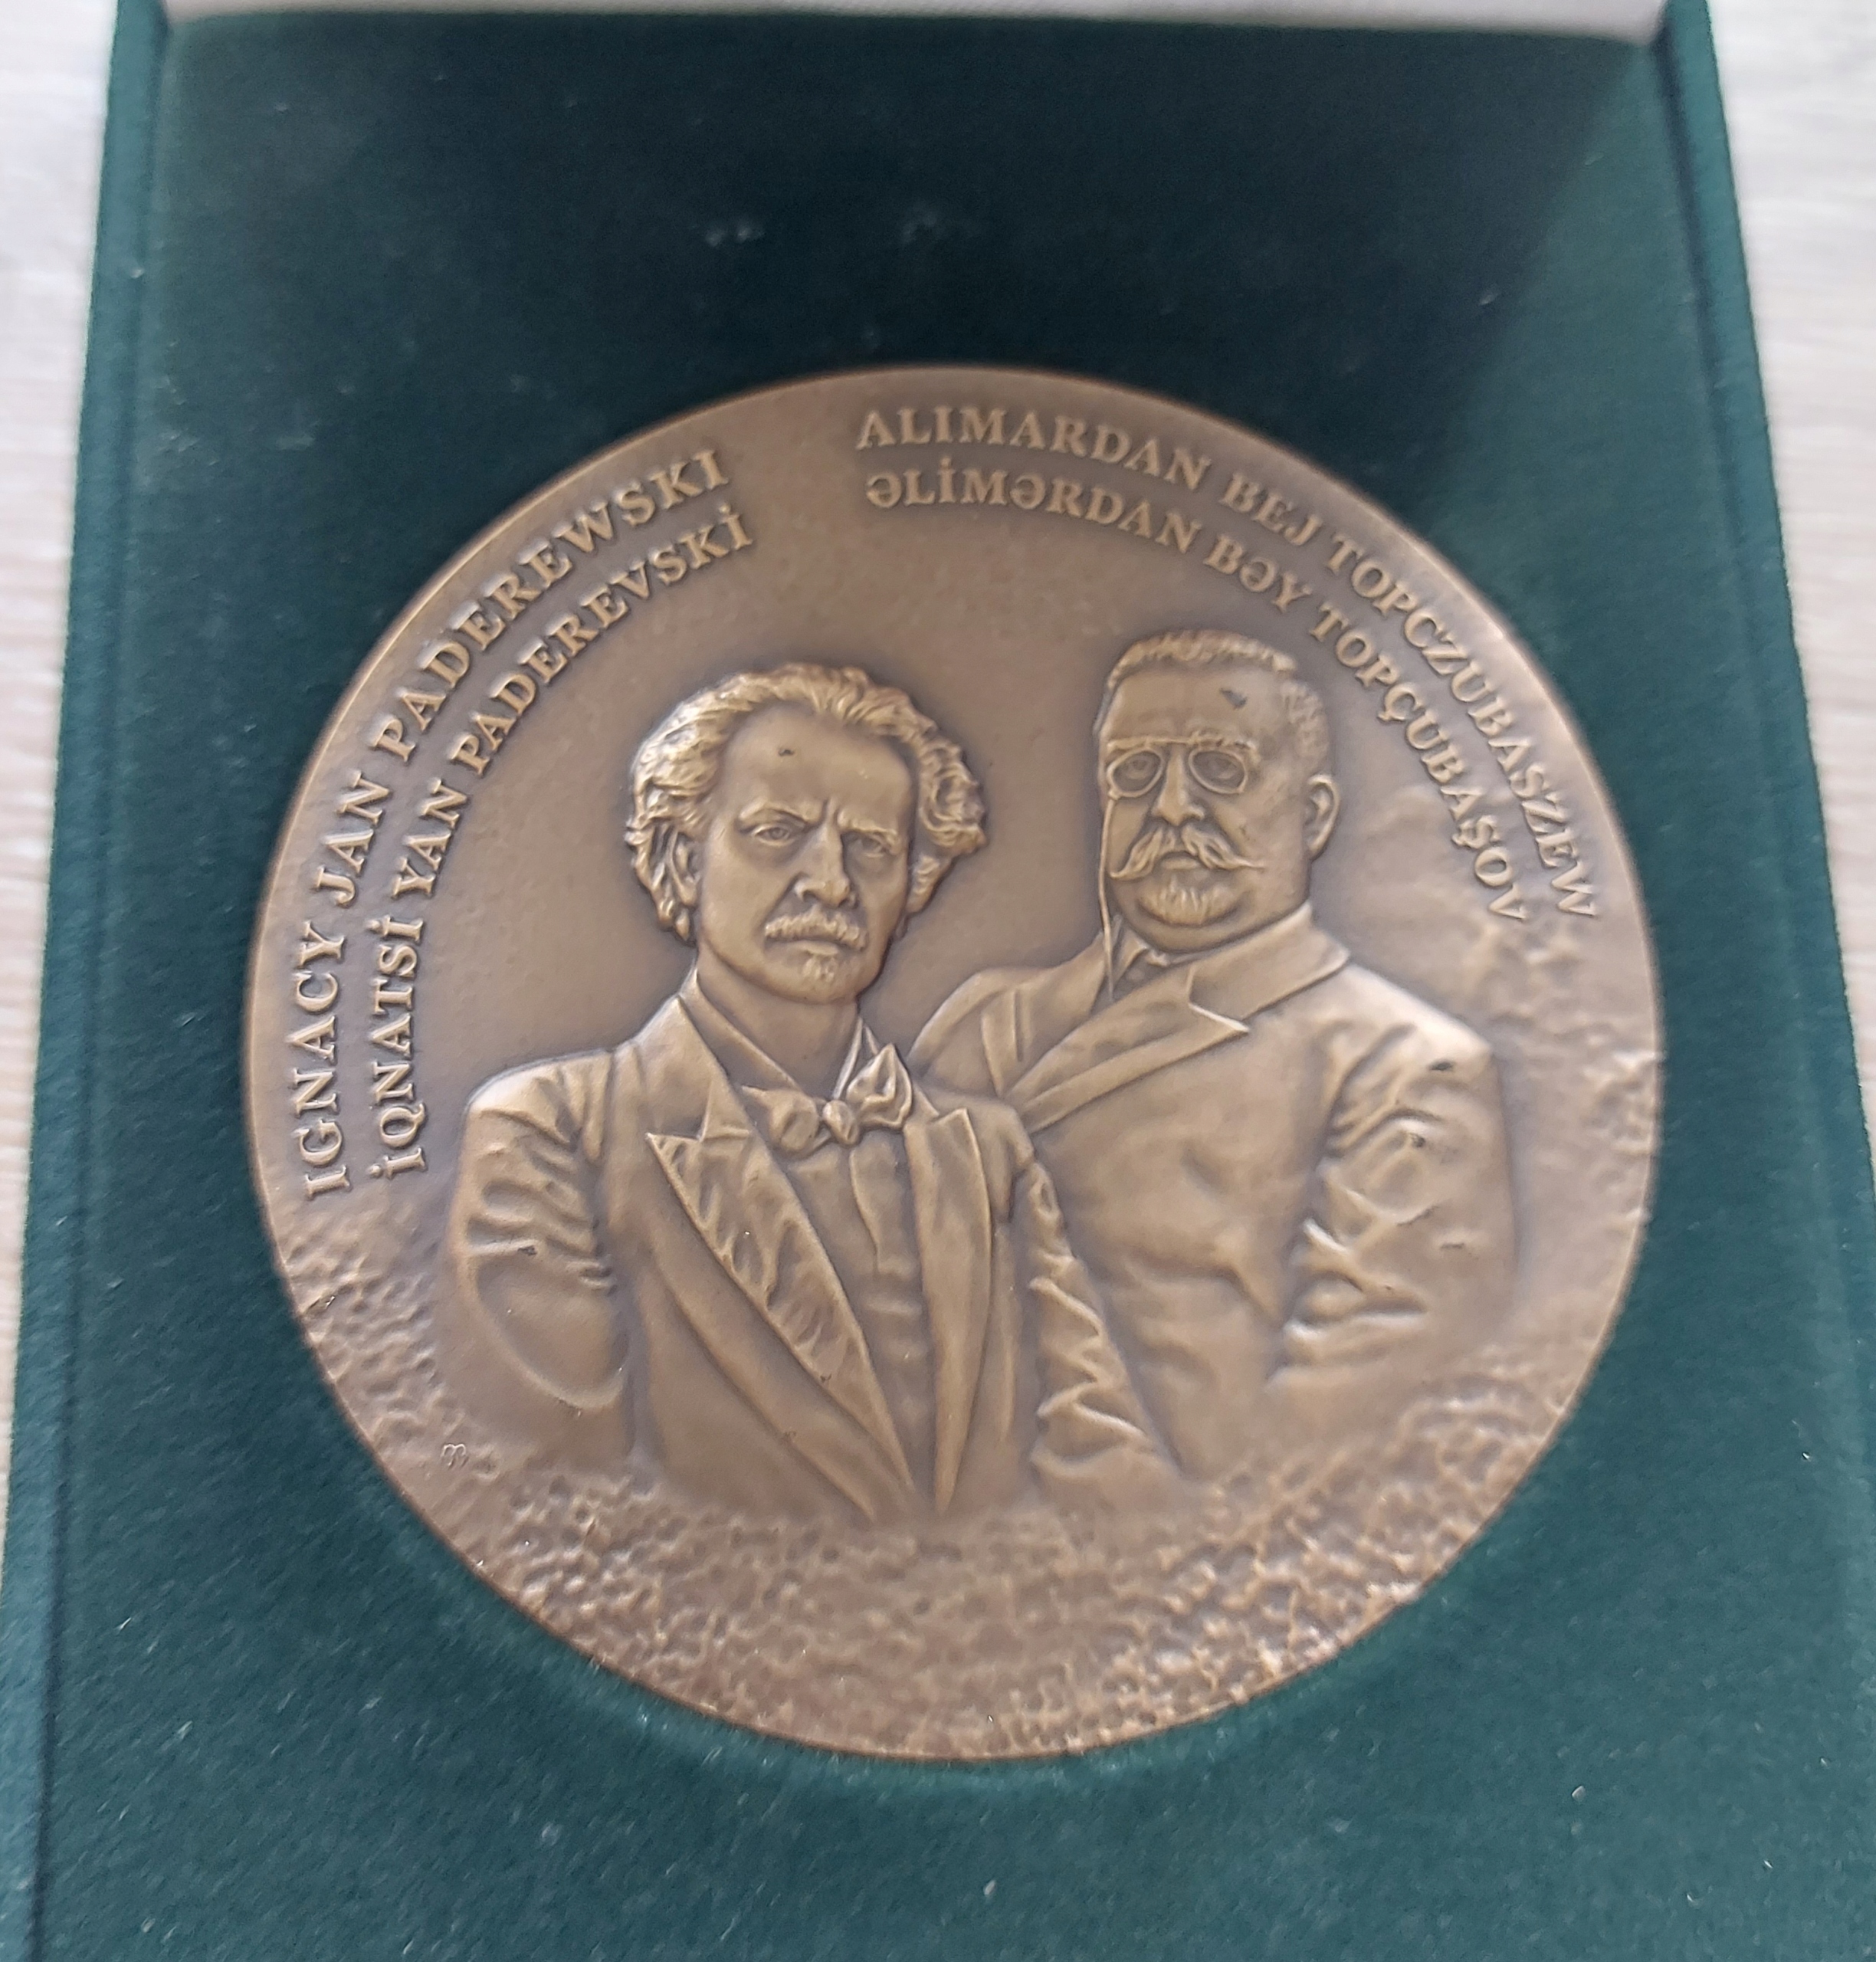 IGNACY JAN PADEREWSKI
İQNATSİ YAN PADEREVSKİ
ALIMARDAN BEJ TOPCZUBASZEW
ƏLİMƏRDAN BƏY TOPÇUBAŞOV